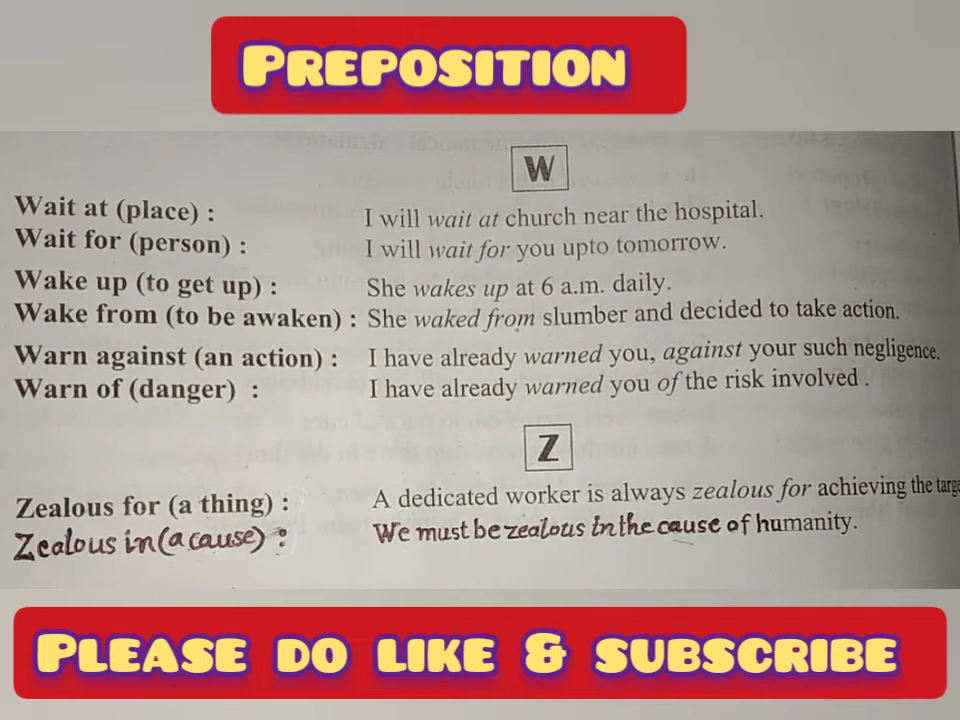 PREPOSITION
W
Wait at (place) : I will wait at church near the hospital.
Wait for (person) : I will wait for you upto tomorrow.
Wake up (to get up) : She wakes up at 6 a.m. daily.
Wake from (to be awaken) : She waked from slumber and decided to take action.
Warn against (an action) : I have already warned you, against your such negligence.
Warn of (danger) : I have already warned you of the risk involved .
Z
Zealous for (a thing) : A dedicated worker is always zealous for achieving the targe
Zealous in (a cause) : We must be zealous in the cause of humanity.
PLEASE DO LIKE & SUBSCRIBE